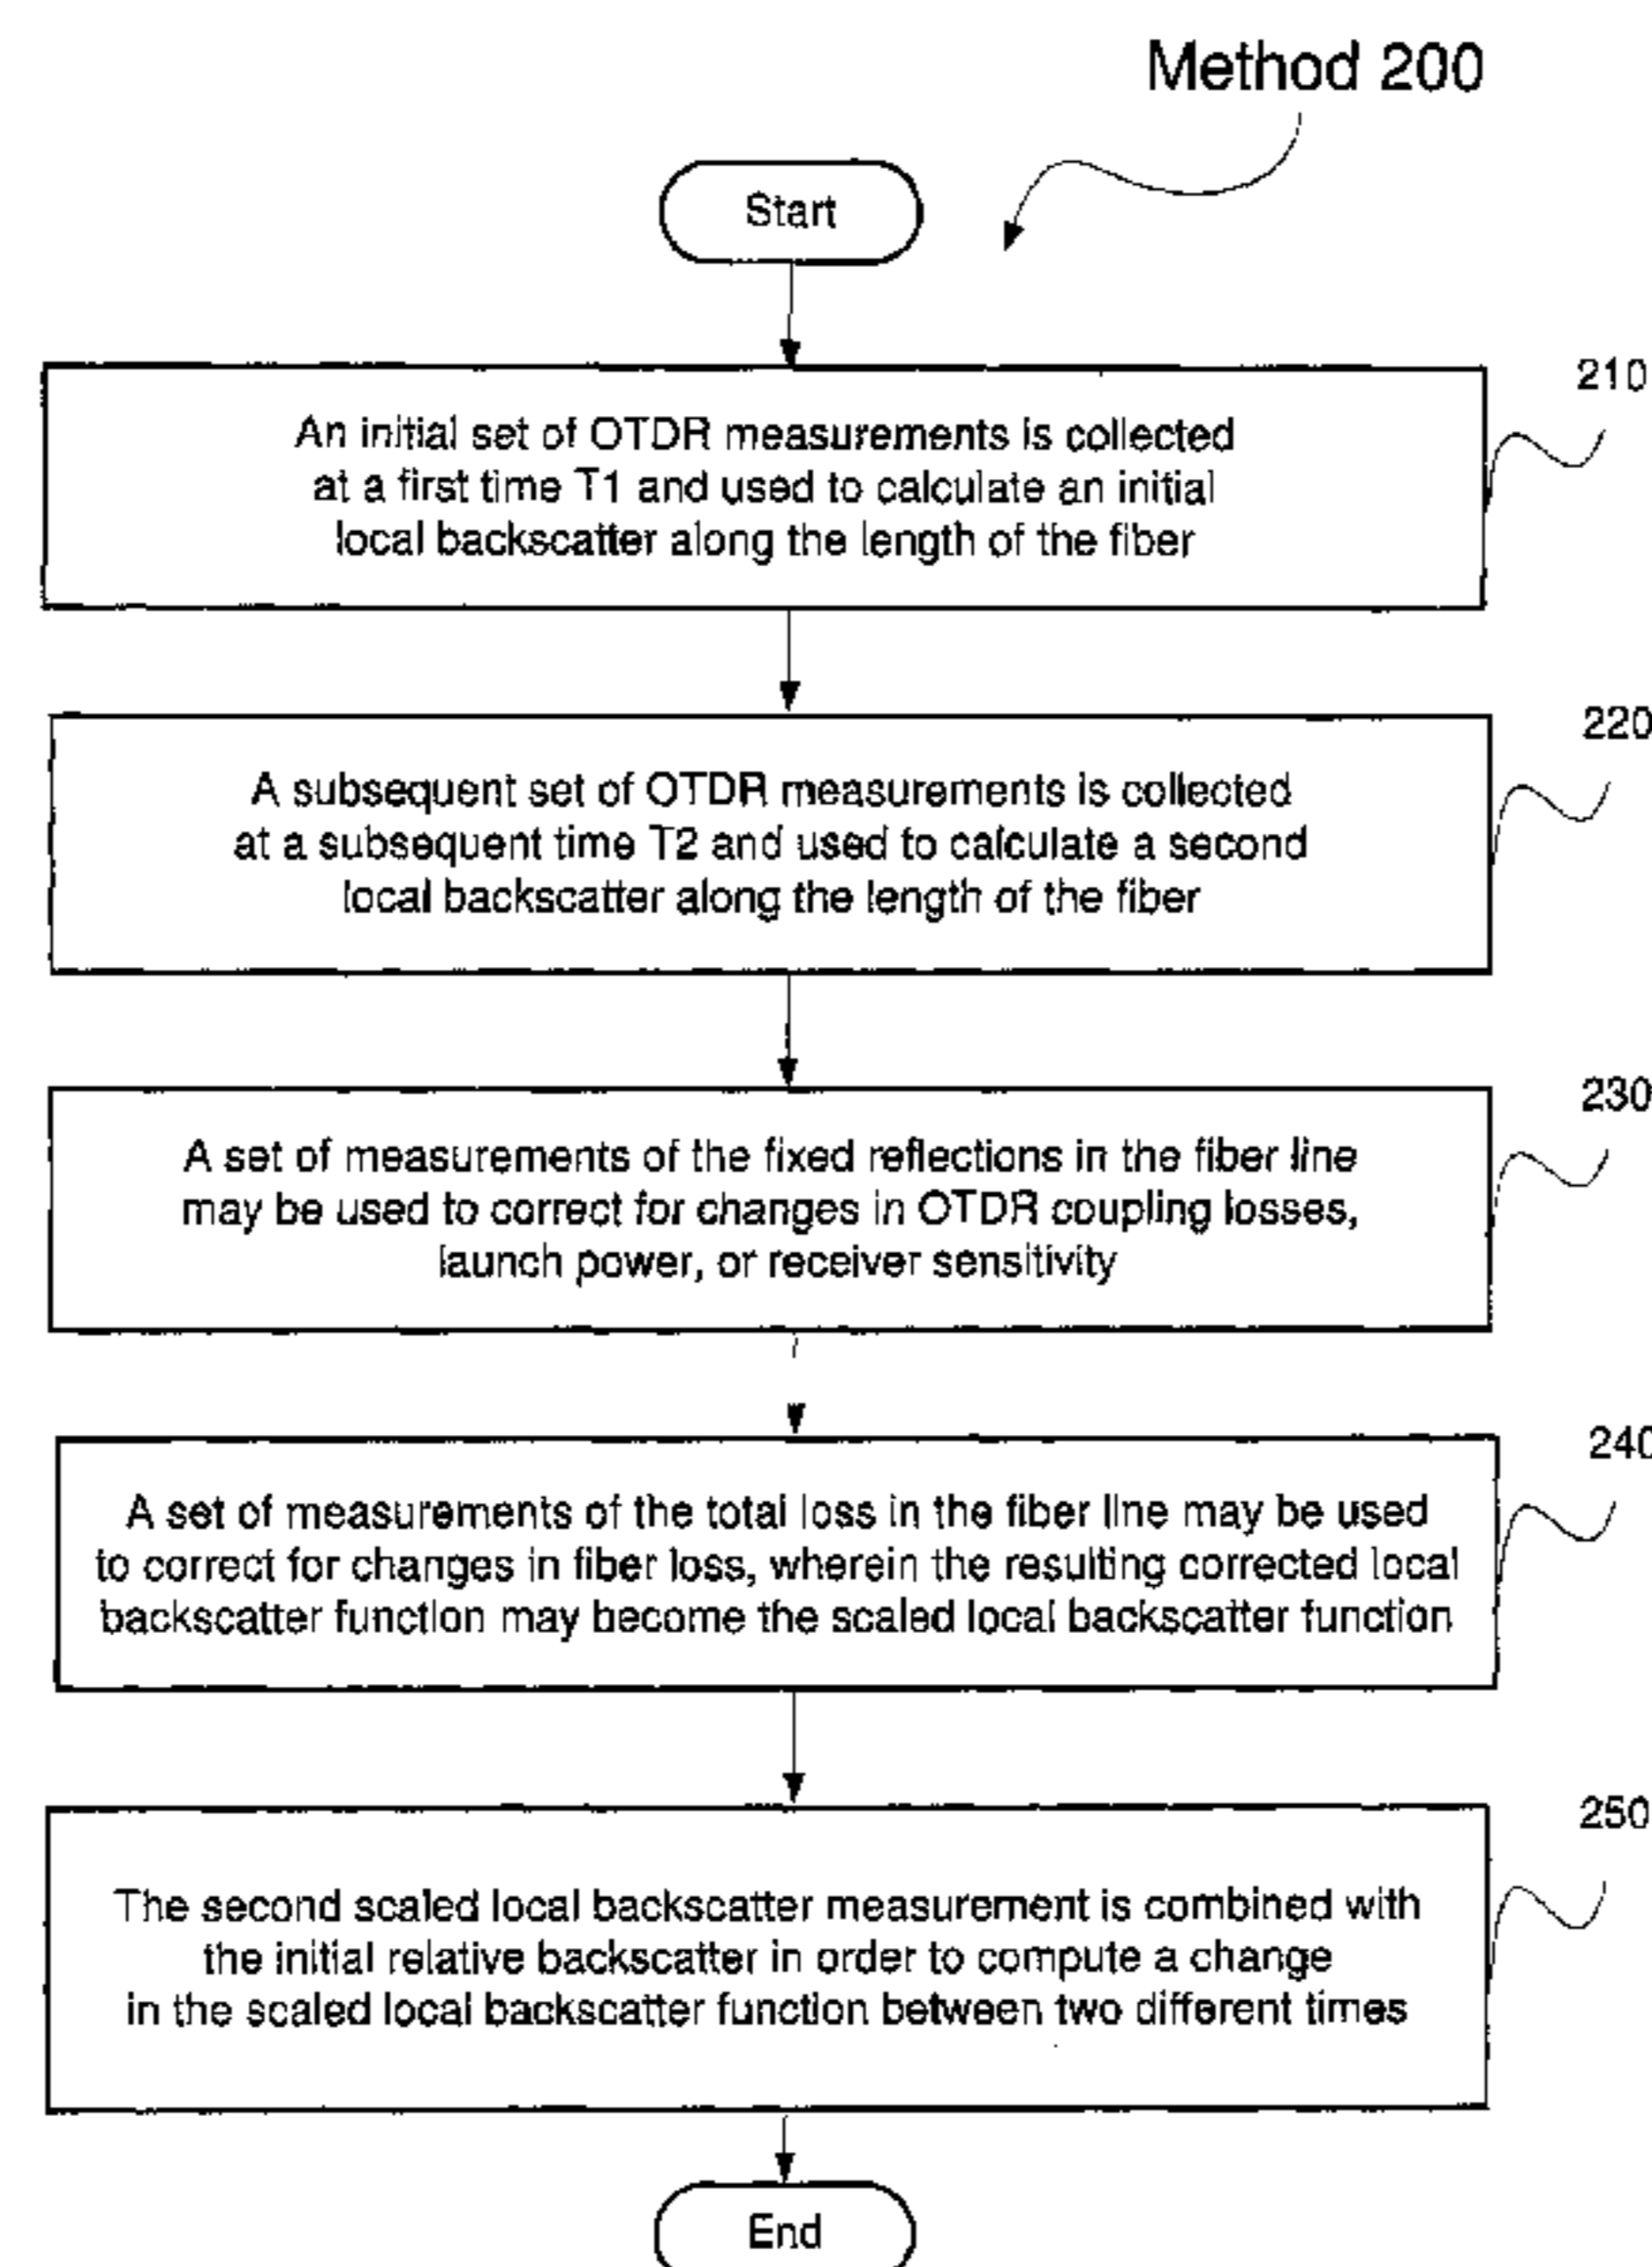 Method 200
Start
210
An initial set of OTDR measurements is collected
at a first time T1 and used to calculate an initial
local backscatter along the length of the fiber
220
A subsequent set of OTDR measurements is collected
at a subsequent time T2 and used to calculate a second
local backscatter along the length of the fiber
230
A set of measurements of the fixed reflections in the fiber line
may be used to correct for changes in OTDR coupling losses,
launch power, or receiver sensitivity
240
A set of measurements of the total loss in the fiber line may be used
to correct for changes in fiber loss, wherein the resulting corrected local
backscatter function may become the scaled local backscatter function
250
The second scaled local backscatter measurement is combined with
the initial relative backscatter in order to compute a change
in the scaled local backscatter function between two different times
End